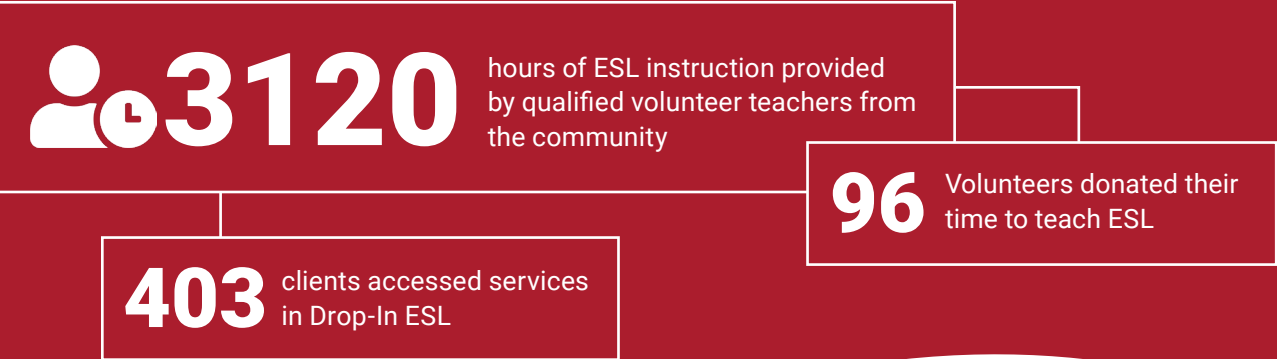 3120
hours of ESL instruction provided
by qualified volunteer teachers from
the community
96
Volunteers donated their
time to teach ESL
403
clients accessed services
in Drop-In ESL